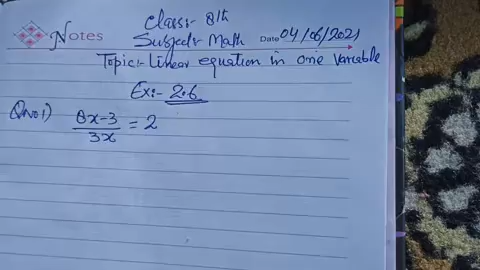 Class:- 8th
Notes
Subject:- Math
Date 04/06/2021
Topic:- Linear equation in one variable
Ex:- 2.6
Q No 1) 8x-3/3x = 2